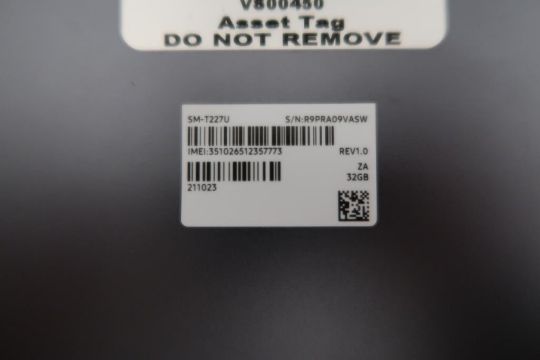 V800450
Asset Tag
DO NOT REMOVE
SM-T227U S/N:R9PRA09VASW
IMEI:351026512357773 REV1.0
ZA
32GB
211023